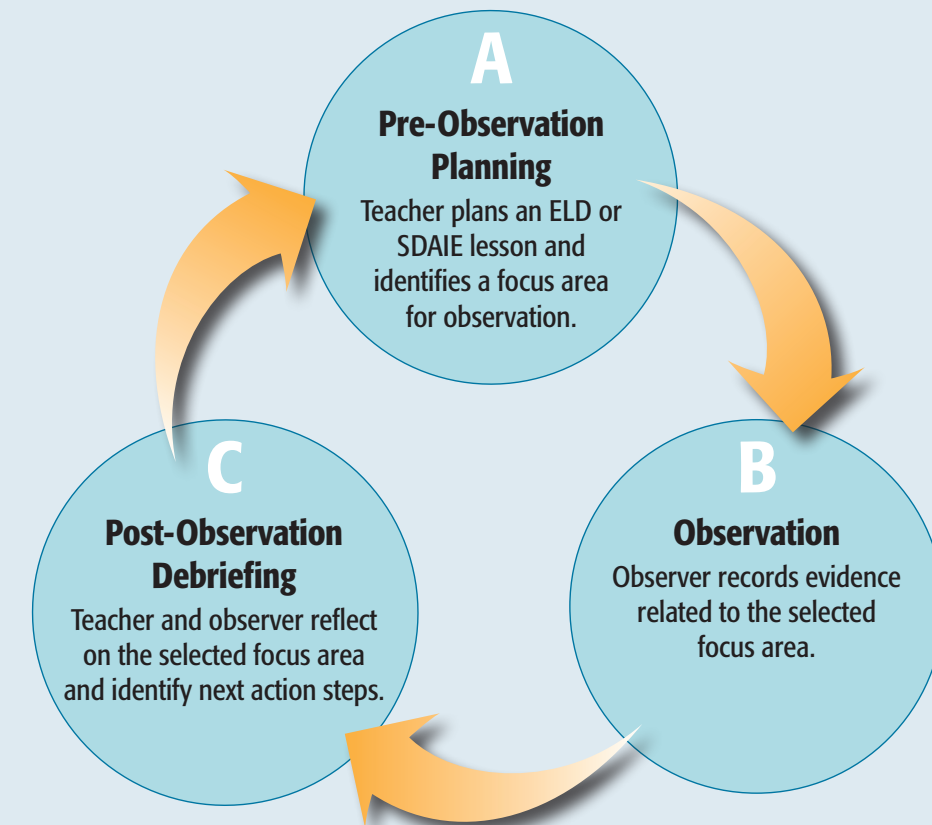 A
Pre-Observation
Planning
Teacher plans an ELD or
SDAIE lesson and
identifies a focus area
for observation.
B
Observation
Observer records evidence
related to the selected
focus area.
C
Post-Observation
Debriefing
Teacher and observer reflect
on the selected focus area
and identify next action steps.